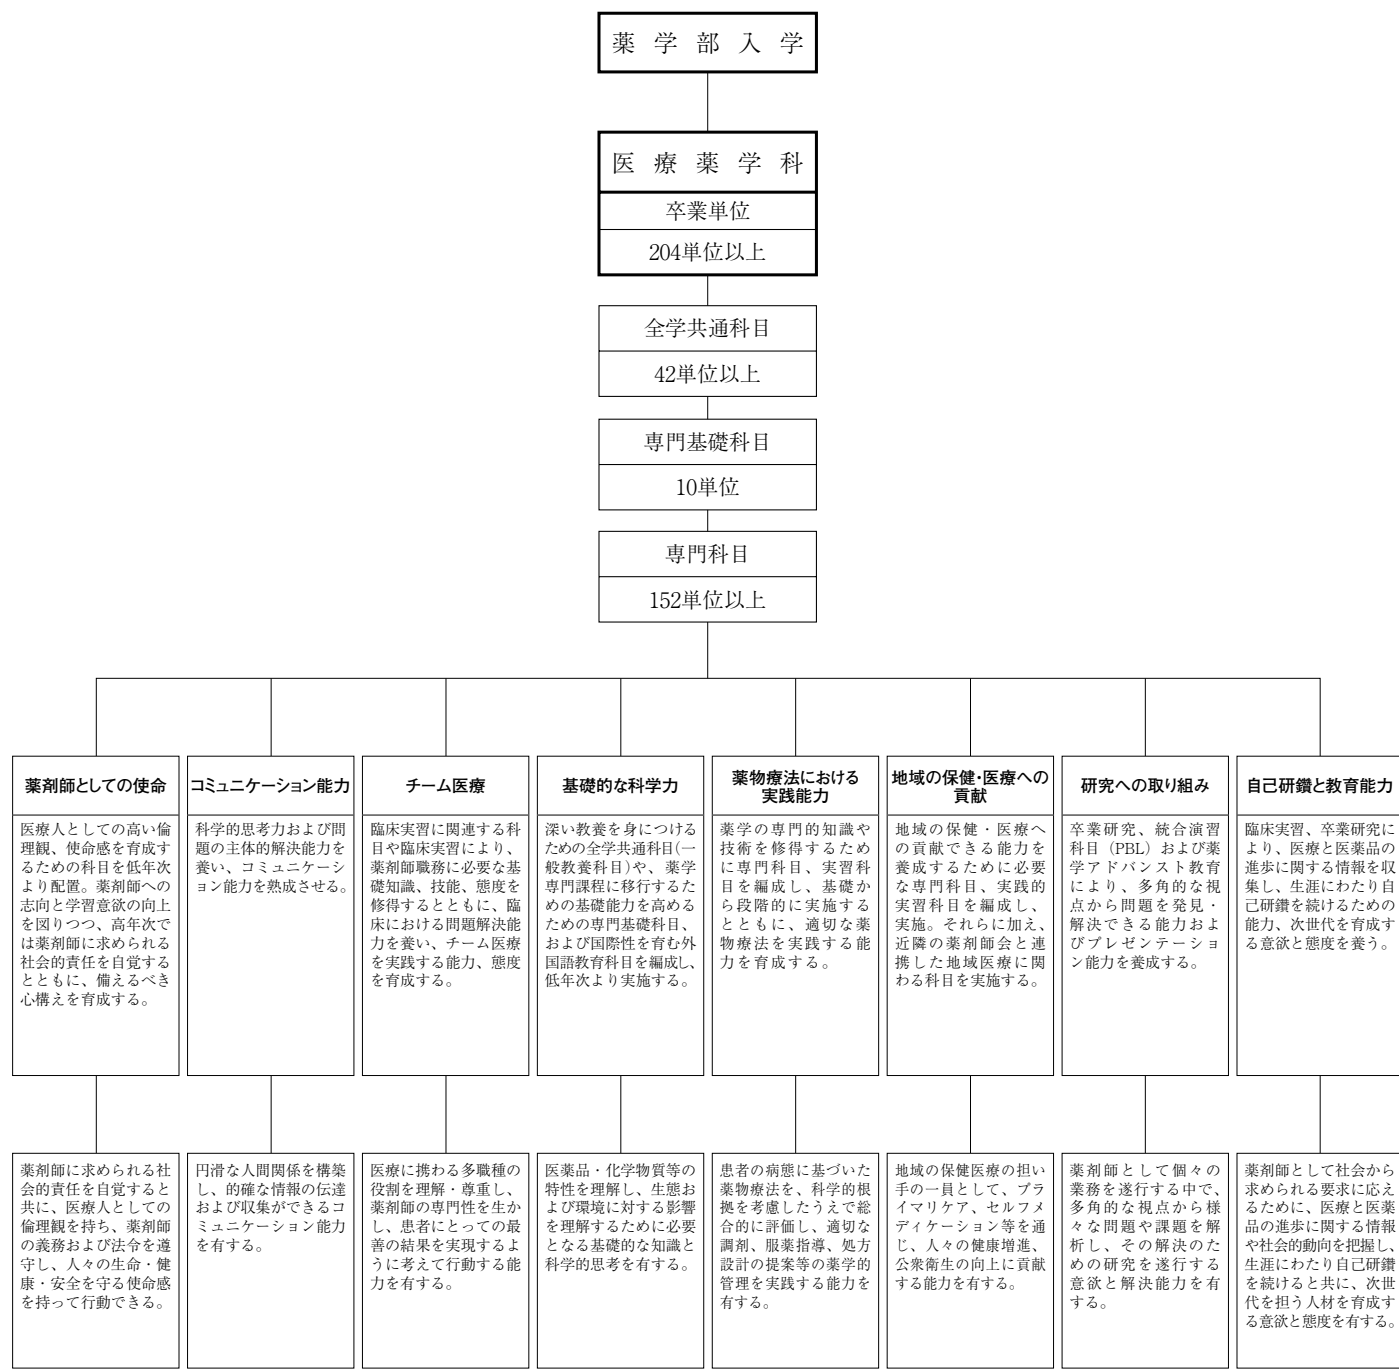 薬学部入学
医療薬学科
卒業単位
204単位以上
全学共通科目
42単位以上
専門基礎科目
10単位
専門科目
152単位以上
薬剤師としての使命
医療人としての高い倫
理観、使命感を育成す
るための科目を低年次
より配置。薬剤師への
志向と学習意欲の向上
を図りつつ、高年次で
は薬剤師に求められる
社会的責任を自覚する
とともに、備えるべき
心構えを育成する。
コミュニケーション能力
科学的思考力および問
題の主体的解決能力を
養い、コミュニケーシ
ョン能力を熟成させる。
チーム医療
臨床実習に関連する科
目や臨床実習により、
薬剤師職務に必要な基
礎知識、技能、態度を
修得するとともに、臨
床における問題解決能
力を養い、チーム医療
を実践する能力、態度
を育成する。
基礎的な科学力
深い教養を身につける
ための全学共通科目(一
般教養科目)や、薬学
専門課程に移行するた
めの基礎能力を高める
ための専門基礎科目、
および国際性を育む外
国語教育科目を編成し、
低年次より実施する。
薬物療法における
実践能力
薬学の専門的知識や
技術を修得するため
に専門科目、実習科
目を編成し、基礎か
ら段階的に実施する
とともに、適切な薬
物療法を実践する能
力を育成する。
地域の保健・医療への
貢献
地域の保健・医療へ
の貢献できる能力を
養成するために必要
な専門科目、実践的
実習科目を編成し、
実施。それらに加え、
近隣の薬剤師会と連
携した地域医療に関
わる科目を実施する。
研究への取り組み
卒業研究、統合演習
科目（PBL）および薬
学アドバンスト教育
により、多角的な視
点から問題を発見・
解決できる能力およ
びプレゼンテーショ
ン能力を養成する。
自己研鑽と教育能力
臨床実習、卒業研究に
より、医療と医薬品の
進歩に関する情報を収
集し、生涯にわたり自
己研鑽を続けるための
能力、次世代を育成す
る意欲と態度を養う。
薬剤師に求められる社
会的責任を自覚すると
共に、医療人としての
倫理観を持ち、薬剤師
の義務および法令を遵
守し、人々の生命・健
康・安全を守る使命感
を持って行動できる。
円滑な人間関係を構築
し、的確な情報の伝達
および収集ができるコ
ミュニケーション能力
を有する。
医療に携わる多職種の
役割を理解・尊重し、
薬剤師の専門性を生か
し、患者にとっての最
善の結果を実現するよ
うに考えて行動する能
力を有する。
医薬品・化学物質等の
特性を理解し、生態お
よび環境に対する影響
を理解するために必要
となる基礎的な知識と
科学的思考を有する。
患者の病態に基づいた
薬物療法を、科学的根
拠を考慮したうえで総
合的に評価し、適切な
調剤、服薬指導、処方
設計の提案等の薬学的
管理を実践する能力を
有する。
地域の保健医療の担い
手の一員として、プラ
イマリケア、セルフメ
ディケーション等を通
じ、人々の健康増進、
公衆衛生の向上に貢献
する能力を有する。
薬剤師として個々の
業務を遂行する中で、
多角的な視点から様
々な問題や課題を解
析し、その解決のた
めの研究を遂行する
意欲と解決能力を有
する。
薬剤師として社会から
求められる要求に応え
るために、医療と医薬
品の進歩に関する情報
や社会的動向を把握し、
生涯にわたり自己研鑽
を続けると共に、次世
代を担う人材を育成す
る意欲と態度を有する。